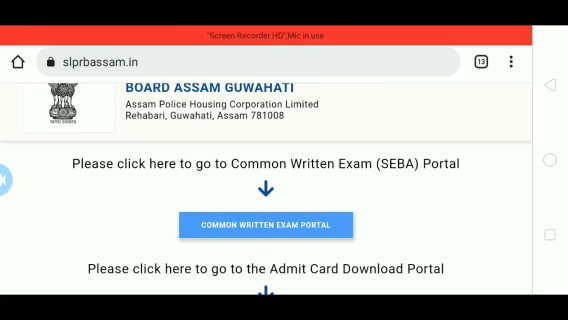 "Screen Recorder HD",Mic in use
slprbassam.in
13
BOARD ASSAM GUWAHATI
Assam Police Housing Corporation Limited
Rehabari, Guwahati, Assam 781008
Please click here to go to Common Written Exam (SEBA) Portal
COMMON WRITTEN EXAM PORTAL
Please click here to go to the Admit Card Download Portal